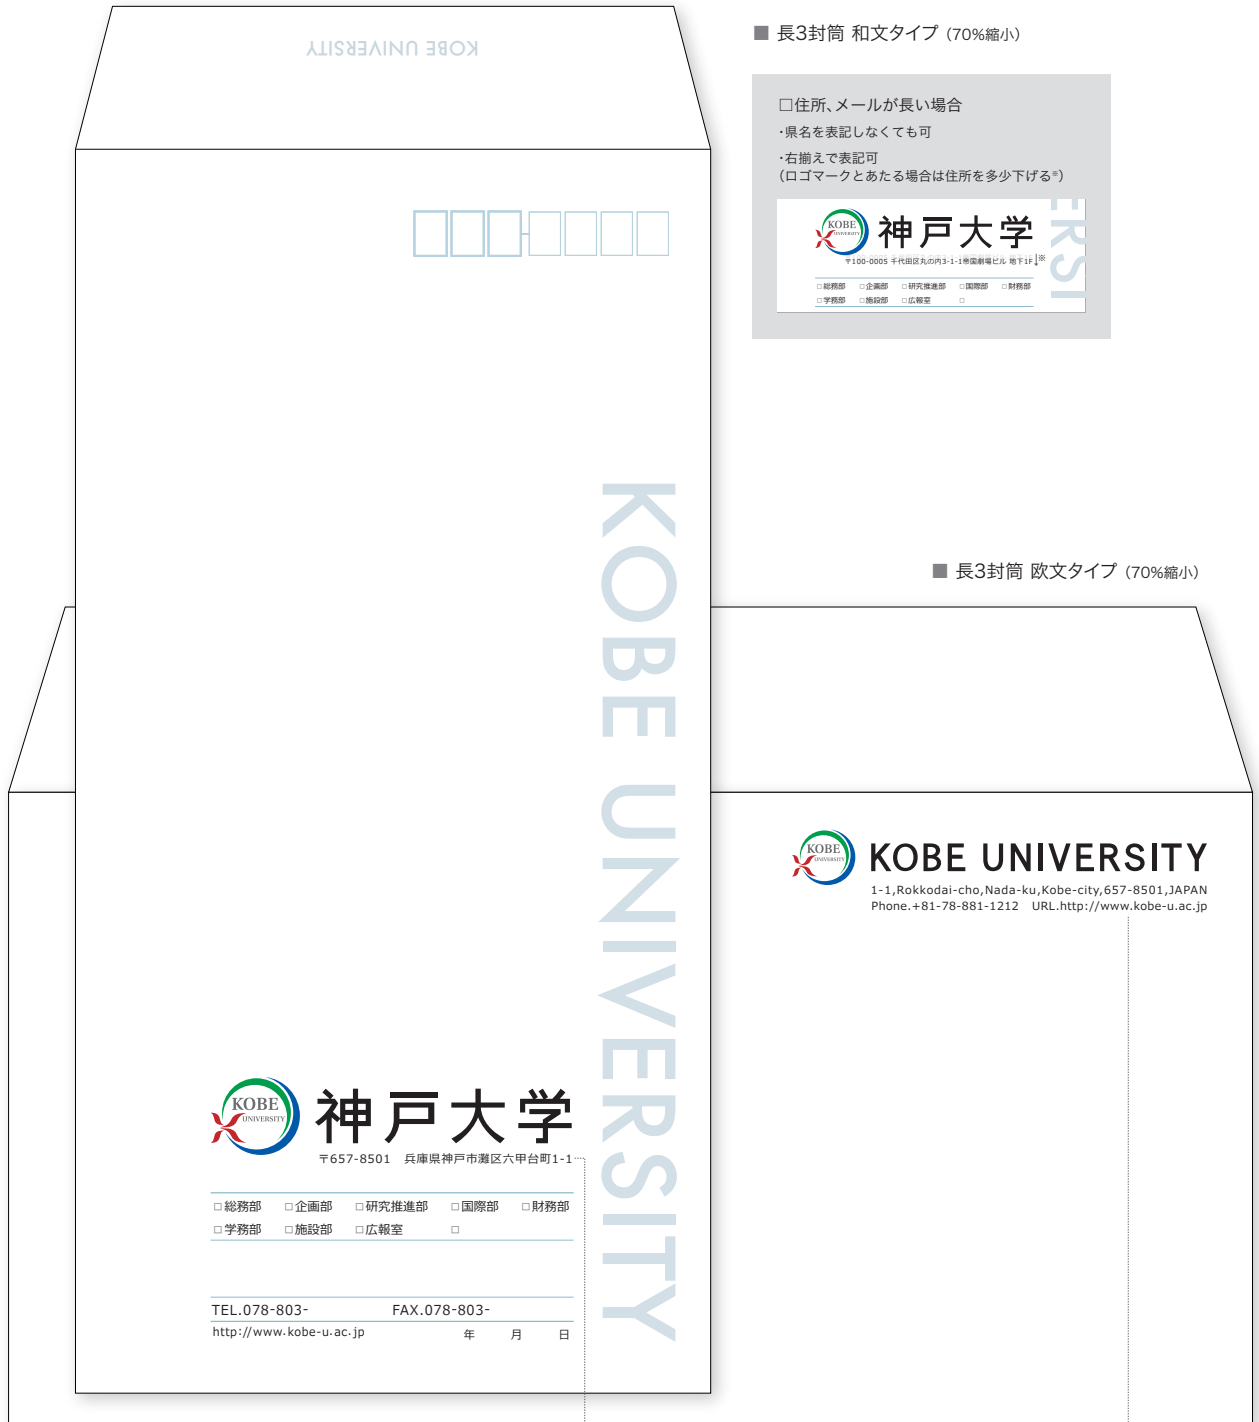 KOBE UNIVERSITY
■ 長3封筒 和文タイプ（70%縮小）
□住所、メールが長い場合
・県名を表記しなくても可
・右揃えで表記可
（ロゴマークとあたる場合は住所を多少下げる※）
KOBE
UNIVERSITY
神戸大学
〒100-0005 千代田区丸の内3-1-1帝国劇場ビル 地下1F
※
□総務部 □企画部 □研究推進部 □国際部 □財務部
□学務部 □施設部 □広報室 □
ERSI
KOBE UNIVERSITY
■ 長3封筒 欧文タイプ（70%縮小）
KOBE
UNIVERSITY
KOBE UNIVERSITY
1-1,Rokkodai-cho,Nada-ku,Kobe-city,657-8501,JAPAN
Phone.+81-78-881-1212 URL.http://www.kobe-u.ac.jp
KOBE
UNIVERSITY
神戸大学
〒657-8501 兵庫県神戸市灘区六甲台町1-1
□総務部 □企画部 □研究推進部 □国際部 □財務部
□学務部 □施設部 □広報室 □
TEL.078-803- FAX.078-803-
http://www.kobe-u.ac.jp 年 月 日